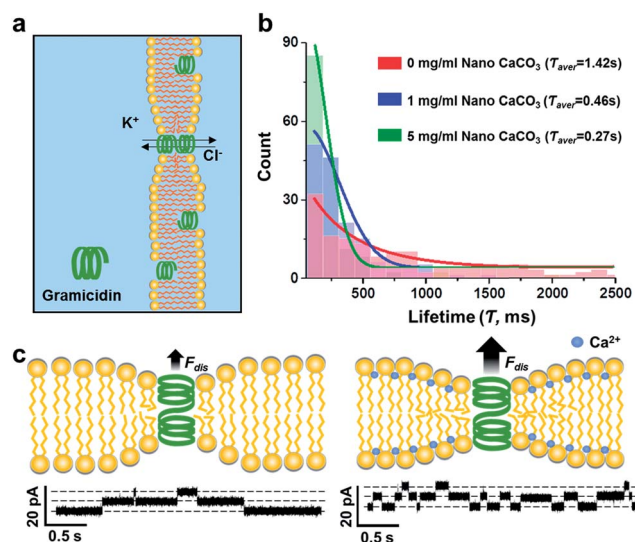 a
K⁺
Cl⁻
Gramicidin
b
90
60
30
0
Count
0 mg/ml Nano CaCO₃ (Taver=1.42s)
1 mg/ml Nano CaCO₃ (Taver=0.46s)
5 mg/ml Nano CaCO₃ (Taver=0.27s)
500 1000 1500 2000 2500
Lifetime (T, ms)
c
Fdis
20 pA
0.5 s
Ca²⁺
Fdis
20 pA
0.5 s